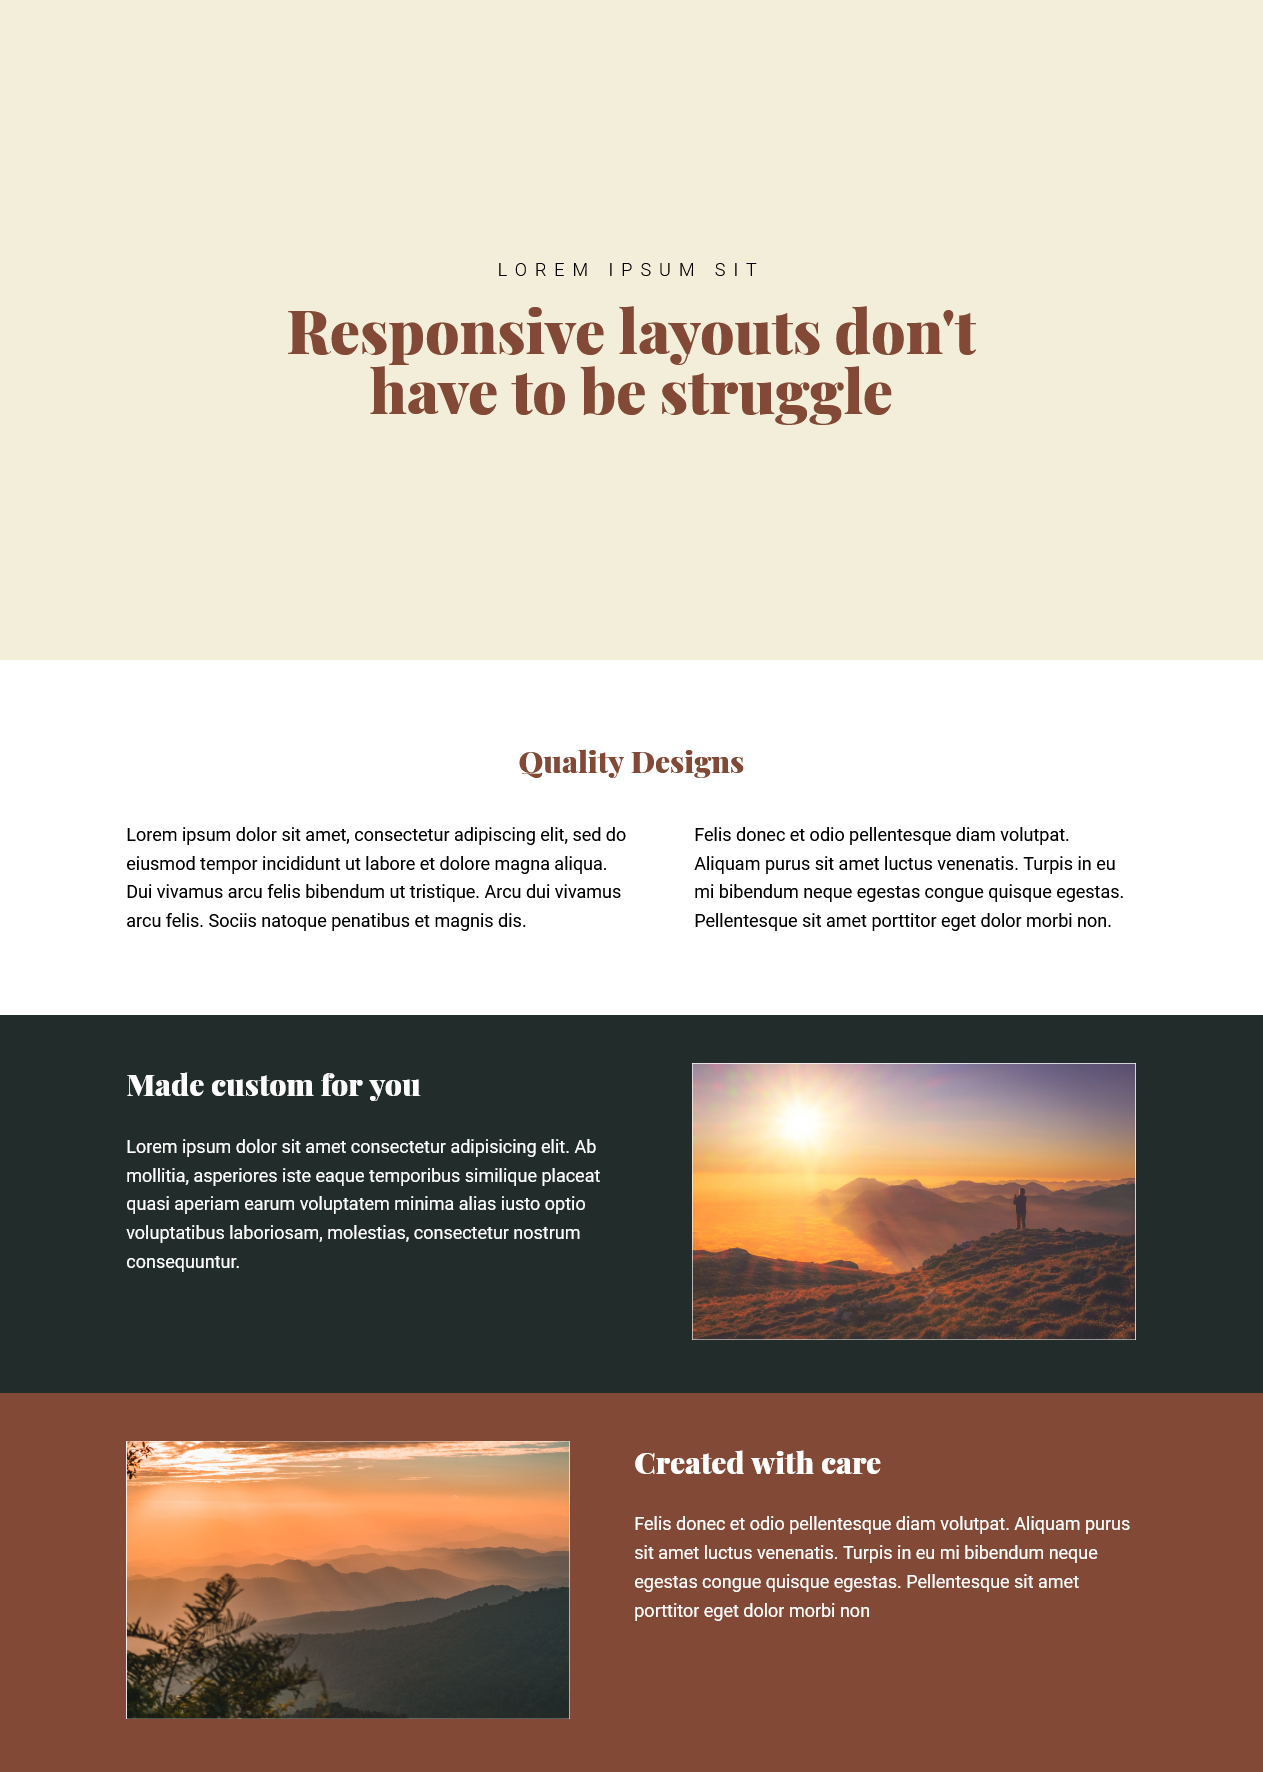 LOREM IPSUM SIT
Responsive layouts don't
have to be struggle
Quality Designs
Lorem ipsum dolor sit amet, consectetur adipiscing elit, sed do
eiusmod tempor incididunt ut labore et dolore magna aliqua.
Dui vivamus arcu felis bibendum ut tristique. Arcu dui vivamus
arcu felis. Sociis natoque penatibus et magnis dis.
Felis donec et odio pellentesque diam volutpat.
Aliquam purus sit amet luctus venenatis. Turpis in eu
mi bibendum neque egestas congue quisque egestas.
Pellentesque sit amet porttitor eget dolor morbi non.
Made custom for you
Lorem ipsum dolor sit amet consectetur adipisicing elit. Ab
mollitia, asperiores iste eaque temporibus similique placeat
quasi aperiam earum voluptatem minima alias iusto optio
voluptatibus laboriosam, molestias, consectetur nostrum
consequuntur.
Created with care
Felis donec et odio pellentesque diam volutpat. Aliquam purus
sit amet luctus venenatis. Turpis in eu mi bibendum neque
egestas congue quisque egestas. Pellentesque sit amet
porttitor eget dolor morbi non